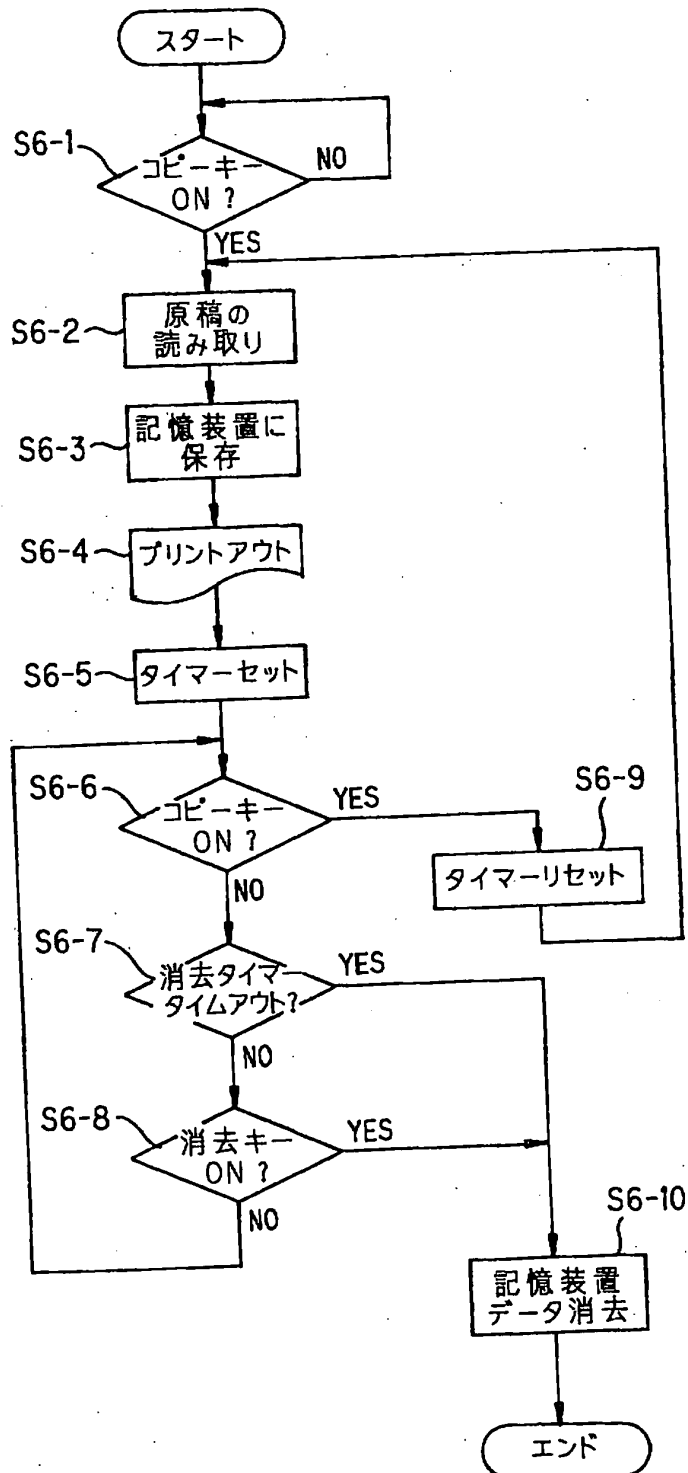 スタート
S6-1
コピーキー
ON ?
NO
YES
S6-2
原稿の
読み取り
S6-3
記憶装置に
保存
S6-4
プリントアウト
S6-5
タイマーセット
S6-6
コピーキー
ON ?
YES
NO
S6-9
タイマーリセット
S6-7
消去タイマー
タイムアウト?
YES
NO
S6-8
消去キー
ON ?
YES
NO
S6-10
記憶装置
データ消去
エンド